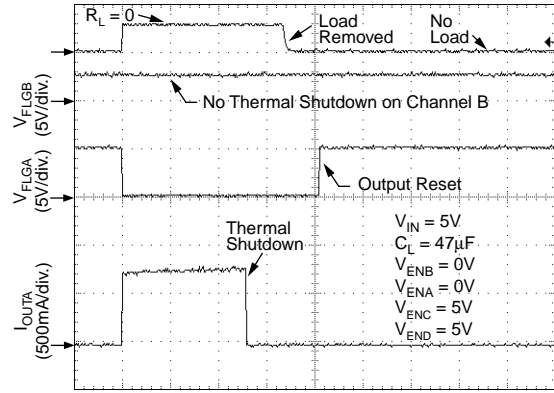 R_L = 0
Load
Removed
No
Load
V_FLGB
(5V/div.)
No Thermal Shutdown on Channel B
V_FLGA
(5V/div.)
Output Reset
Thermal
Shutdown
V_IN = 5V
C_L = 47µF
V_ENB = 0V
V_ENA = 0V
V_ENC = 5V
V_END = 5V
I_OUTA
(500mA/div.)